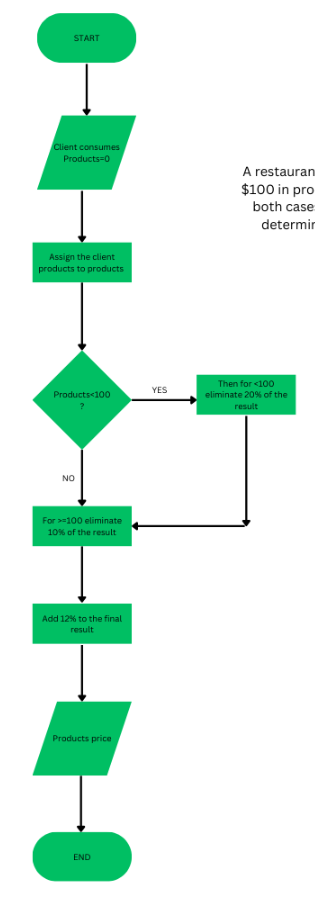 START
Client consumes
Products=0
A restauran
$100 in pro
both case
determin
Assign the client
products to products
Products<100
?
YES
Then for <100
eliminate 20% of the
result
NO
For >=100 eliminate
10% of the result
Add 12% to the final
result
Products price
END